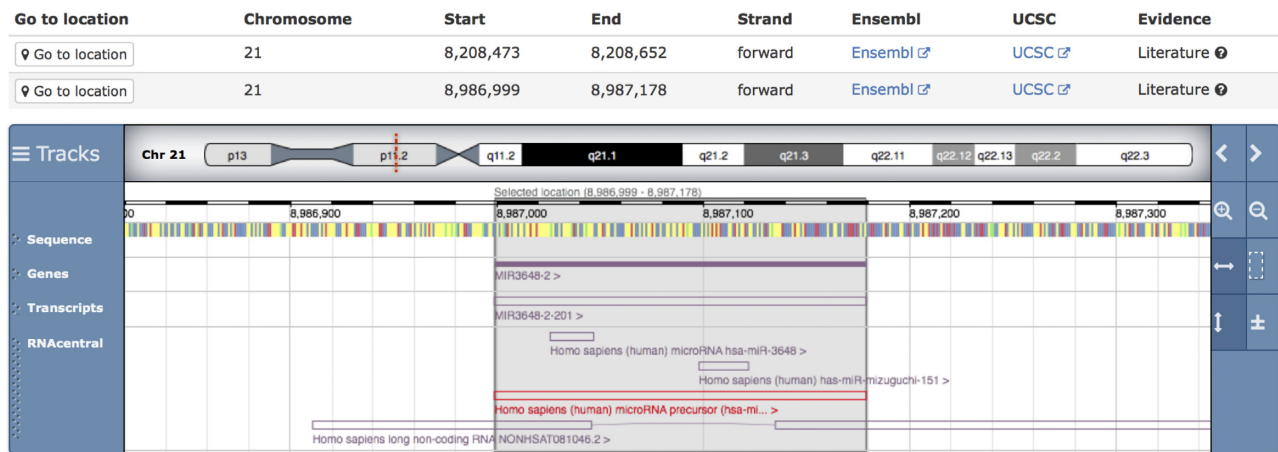 Go to location Chromosome Start End Strand Ensembl UCSC Evidence
Go to location 21 8,208,473 8,208,652 forward Ensembl UCSC Literature
Go to location 21 8,986,999 8,987,178 forward Ensembl UCSC Literature
Tracks Chr 21 p13 p11.2 q11.2 q21.1 q21.2 q21.3 q22.11 q22.12 q22.13 q22.2 q22.3
Selected location (8,986,999 - 8,987,178)
00 8,986,900 8,987,000 8,987,100 8,987,200 8,987,300
Sequence
Genes
MIR3648-2 >
Transcripts
MIR3648-2-201 >
RNAcentral
Homo sapiens (human) microRNA hsa-miR-3648 >
Homo sapiens (human) has-miR-mizuguchi-151 >
Homo sapiens (human) microRNA precursor (hsa-mi... >
Homo sapiens long non-coding RNA NONHSAT081046.2 >